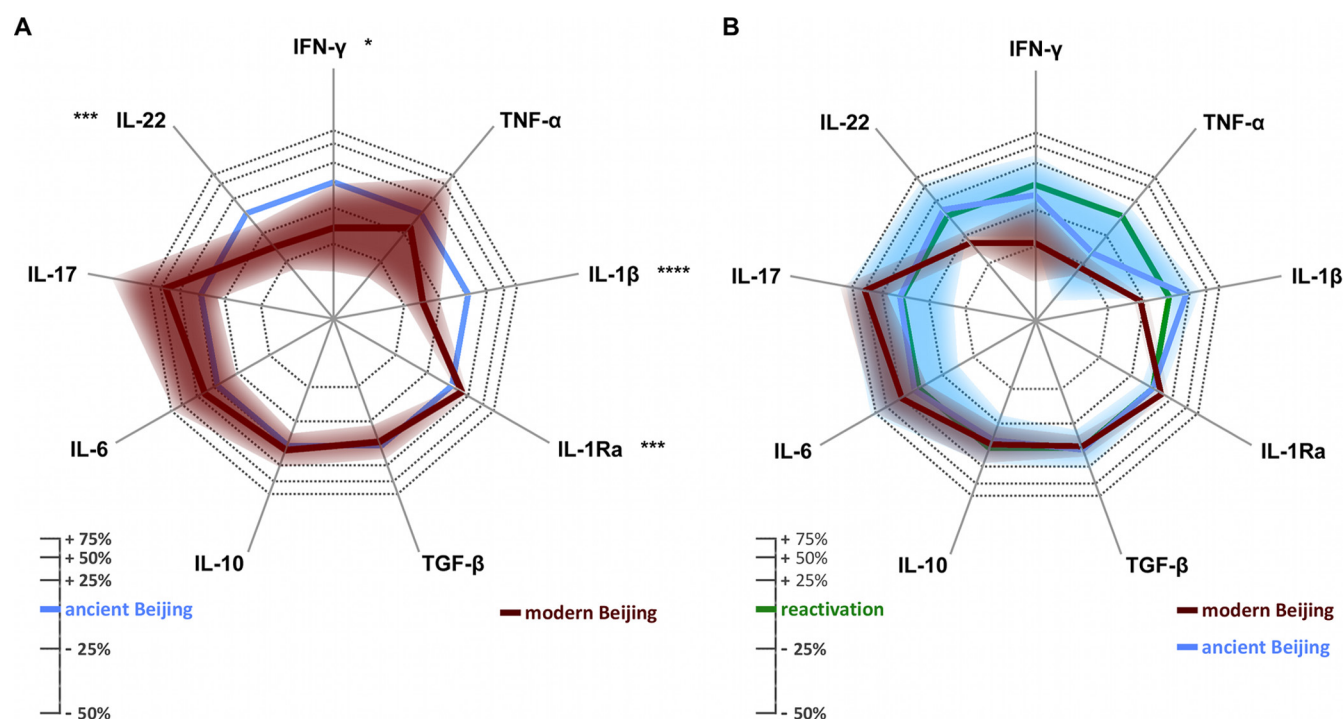 A
IFN-γ *
*** IL-22
TNF-α
IL-17
IL-1β ****
IL-6
IL-1Ra ***
IL-10
TGF-β
+ 75%
+ 50%
+ 25%
ancient Beijing
modern Beijing
- 25%
- 50%
B
IFN-γ
IL-22
TNF-α
IL-17
IL-1β
IL-6
IL-1Ra
IL-10
TGF-β
+ 75%
+ 50%
+ 25%
reactivation
modern Beijing
ancient Beijing
- 25%
- 50%